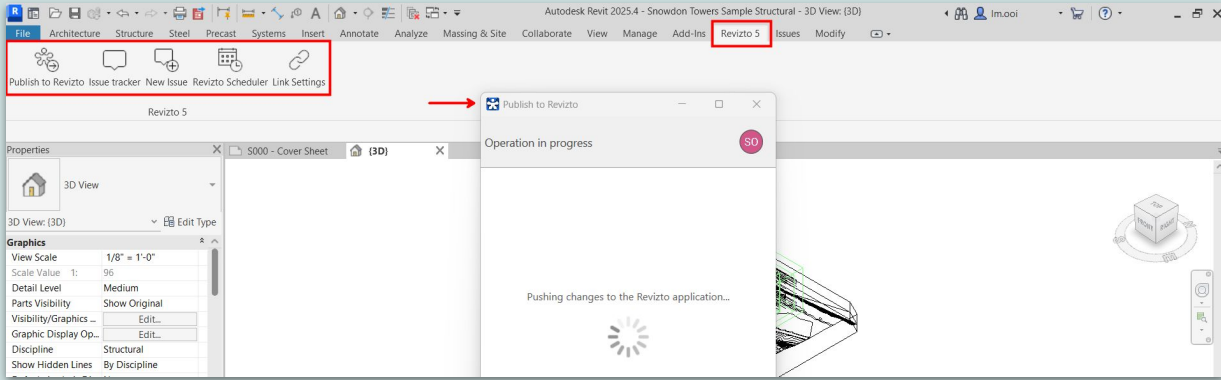 Autodesk Revit 2025.4 - Snowdon Towers Sample Structural - 3D View: {3D}
lm.ooi
File Architecture Structure Steel Precast Systems Insert Annotate Analyze Massing & Site Collaborate View Manage Add-Ins Revizto 5 Issues Modify
Publish to Revizto Issue tracker New Issue Revizto Scheduler Link Settings
Revizto 5
Publish to Revizto
Operation in progress
SO
Properties
S000 - Cover Sheet
{3D}
3D View
3D View: {3D}
Edit Type
Graphics
View Scale 1/8" = 1'-0"
Scale Value 1: 96
Detail Level Medium
Parts Visibility Show Original
Visibility/Graphics ... Edit...
Graphic Display Op... Edit...
Discipline Structural
Show Hidden Lines By Discipline
Pushing changes to the Revizto application...
TOP
FRONT
RIGHT